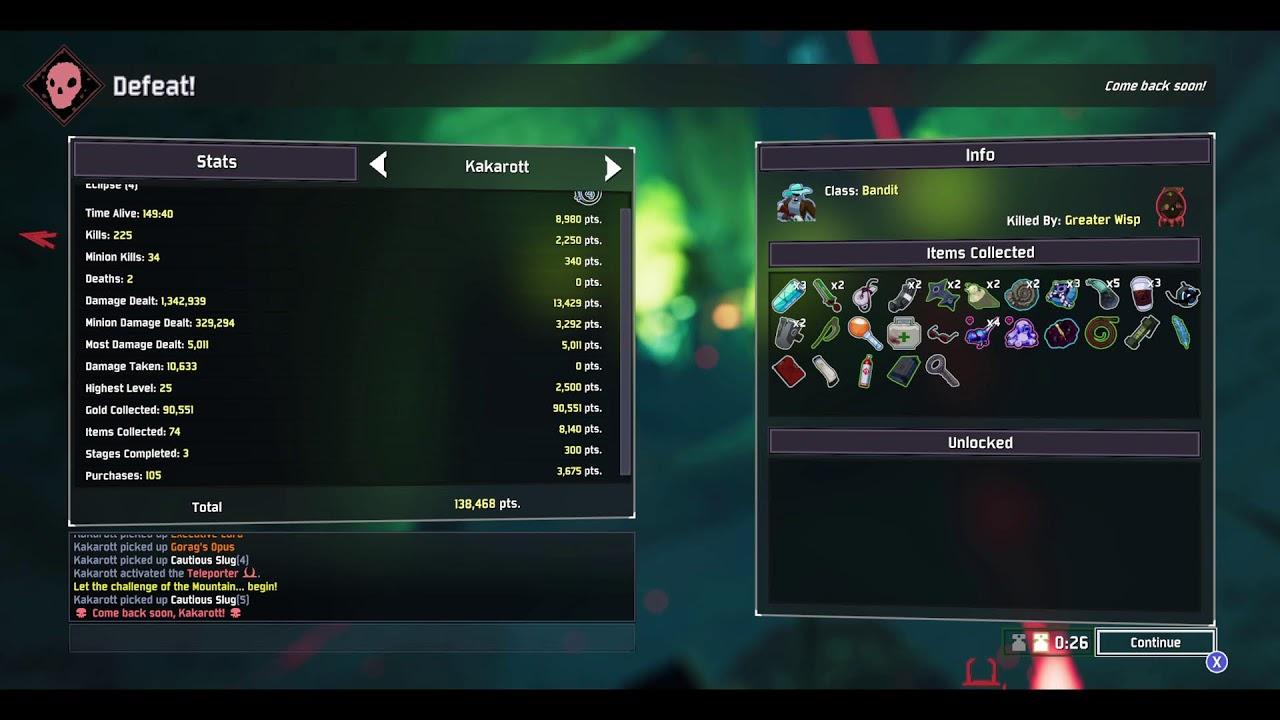 Defeat!
Come back soon!
Stats
Kakarott
Eclipse (4)
Time Alive: 149:40 8,980 pts.
Kills: 225 2,250 pts.
Minion Kills: 34 340 pts.
Deaths: 2 0 pts.
Damage Dealt: 1,342,939 13,429 pts.
Minion Damage Dealt: 329,294 3,292 pts.
Most Damage Dealt: 5,011 5,011 pts.
Damage Taken: 10,633 0 pts.
Highest Level: 25 2,500 pts.
Gold Collected: 90,551 90,551 pts.
Items Collected: 74 8,140 pts.
Stages Completed: 3 300 pts.
Purchases: 105 3,675 pts.
Total 138,468 pts.
Kakarott picked up Executive Card
Kakarott picked up Gorag's Opus
Kakarott picked up Cautious Slug(4)
Kakarott activated the Teleporter.
Let the challenge of the Mountain... begin!
Kakarott picked up Cautious Slug(5)
Come back soon, Kakarott!
Info
Class: Bandit
Killed By: Greater Wisp
Items Collected
x3 x2 x2 x2 x2 x2 x3 x5 x3
x2 x4
Unlocked
0:26 Continue
X